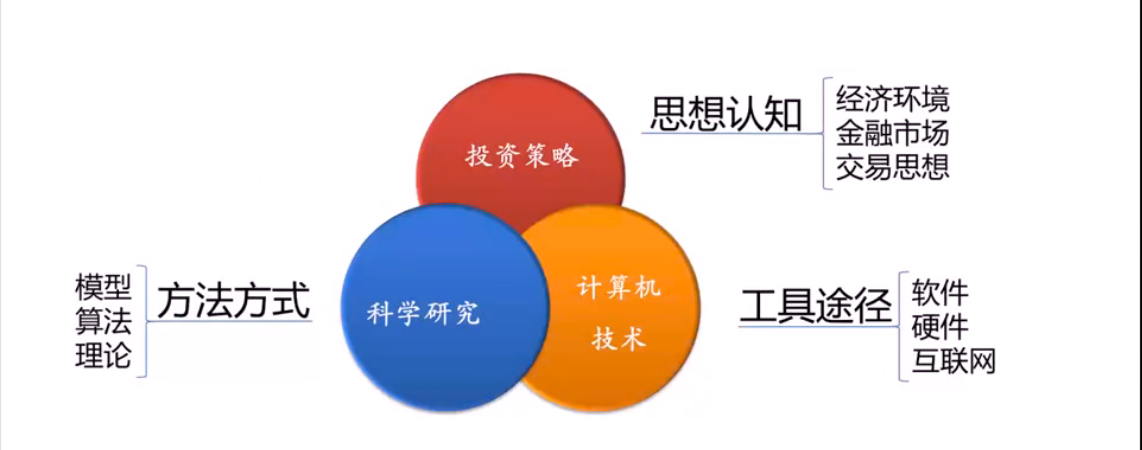 投资策略
思想认知
经济环境
金融市场
交易思想
模型
算法
理论
方法方式
科学研究
计算机
技术
工具途径
软件
硬件
互联网